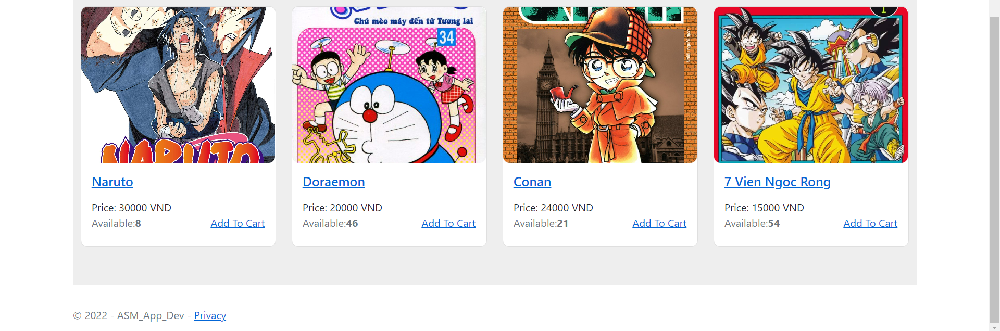 Chú mèo máy đến từ Tương lai
34
1
NARUTO
Naruto
Doraemon
Conan
7 Vien Ngoc Rong
Price: 30000 VND
Price: 20000 VND
Price: 24000 VND
Price: 15000 VND
Available:8
Add To Cart
Available:46
Add To Cart
Available:21
Add To Cart
Available:54
Add To Cart
© 2022 - ASM_App_Dev - Privacy